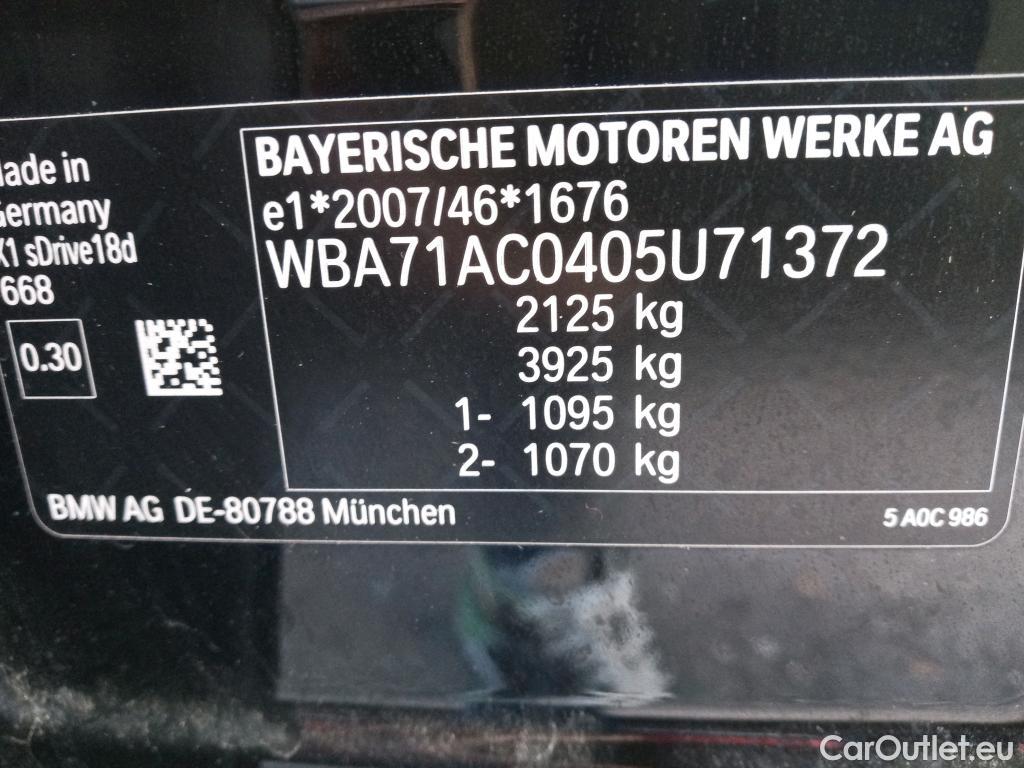 BAYERISCHE MOTOREN WERKE AG
e1*2007/46*1676
WBA71AC0405U71372
2125 kg
3925 kg
1- 1095 kg
2- 1070 kg
ade in
ermany
X1 sDrive18d
668
0.30
BMW AG DE-80788 München
5 A0C 986
CarOutlet.eu